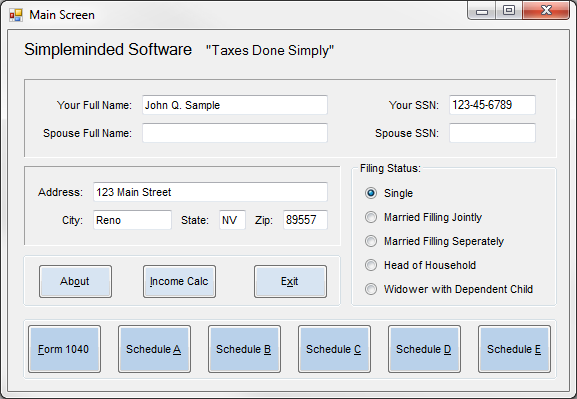 Main Screen
Simpleminded Software "Taxes Done Simply"
Your Full Name: John Q. Sample Your SSN: 123-45-6789
Spouse Full Name: Spouse SSN:
Address: 123 Main Street
City: Reno State: NV Zip: 89557
Filing Status:
Single
Married Filing Jointly
Married Filing Seperately
Head of Household
Widower with Dependent Child
About Income Calc Exit
Form 1040 Schedule A Schedule B Schedule C Schedule D Schedule E